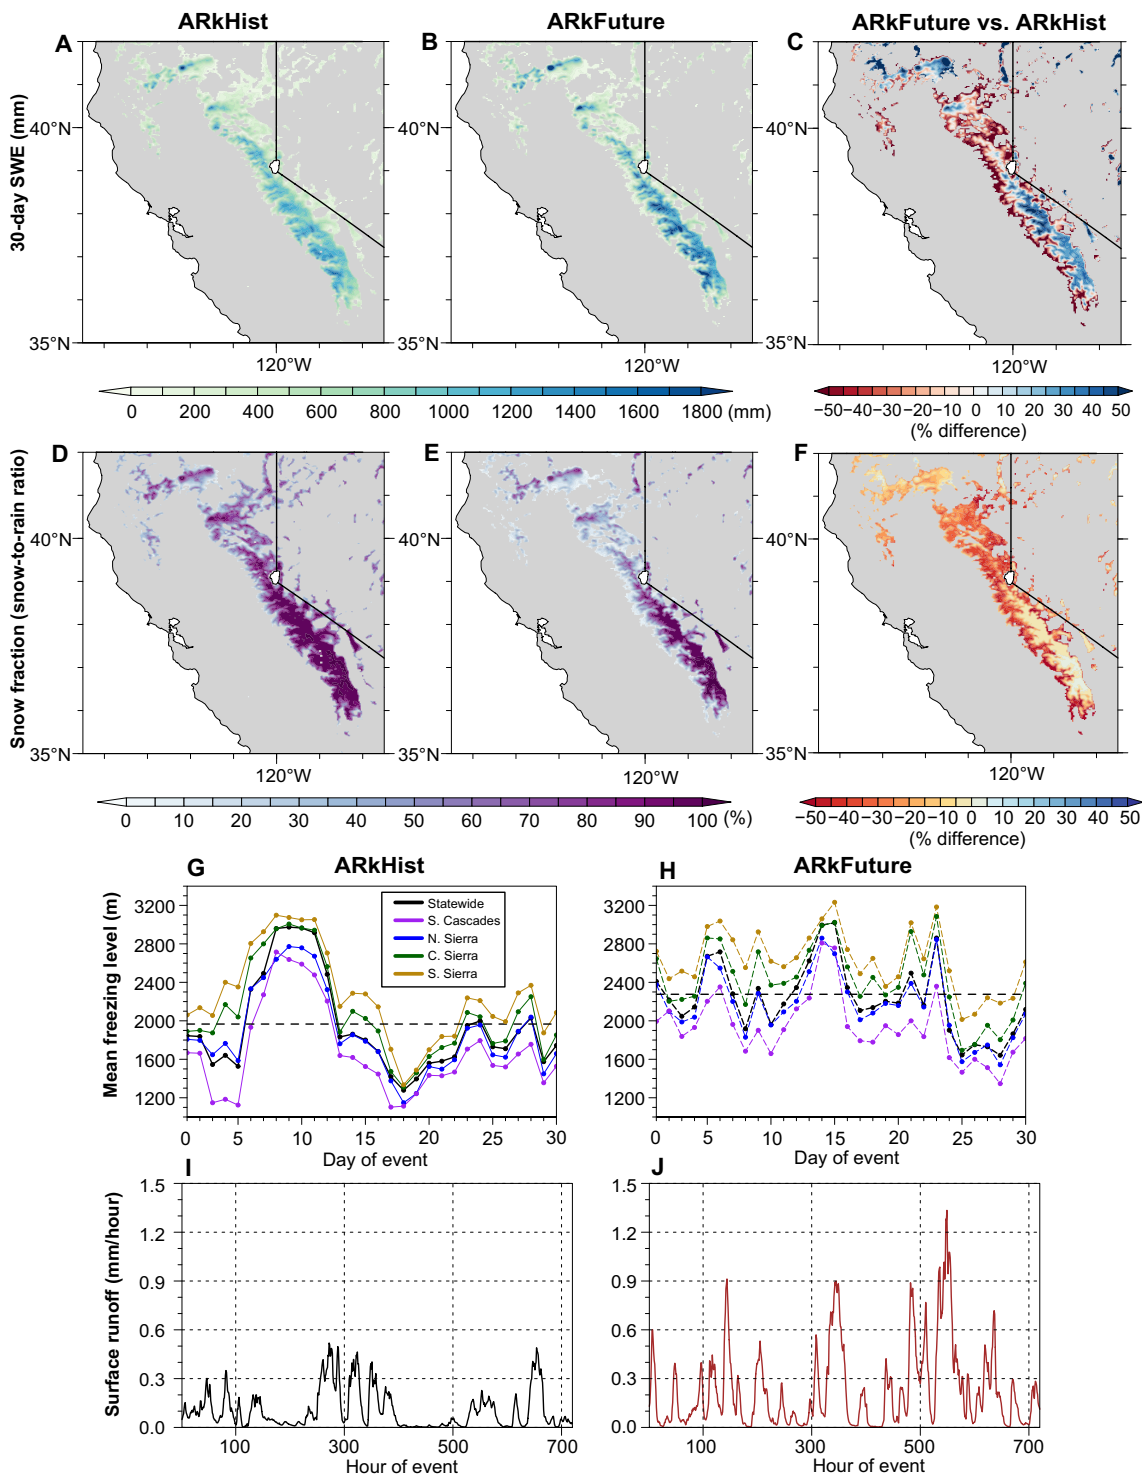 ARkHist
ARkFuture
ARkFuture vs. ARkHist
A
B
C
30-day SWE (mm)
40°N
40°N
40°N
35°N
35°N
35°N
120°W
120°W
120°W
0 200 400 600 800 1000 1200 1400 1600 1800 (mm)
−50 −40 −30 −20 −10 0 10 20 30 40 50
(% difference)
D
E
F
Snow fraction (snow-to-rain ratio)
40°N
40°N
40°N
35°N
35°N
35°N
120°W
120°W
120°W
0 10 20 30 40 50 60 70 80 90 100 (%)
−50 −40 −30 −20 −10 0 10 20 30 40 50
(% difference)
G
ARkHist
H
ARkFuture
Mean freezing level (m)
3200
2800
2400
2000
1600
1200
Statewide
S. Cascades
N. Sierra
C. Sierra
S. Sierra
3200
2800
2400
2000
1600
1200
0 5 10 15 20 25 30
Day of event
0 5 10 15 20 25 30
Day of event
I
J
Surface runoff (mm/hour)
1.5
1.2
0.9
0.6
0.3
0.0
1.5
1.2
0.9
0.6
0.3
0.0
100 300 500 700
Hour of event
100 300 500 700
Hour of event